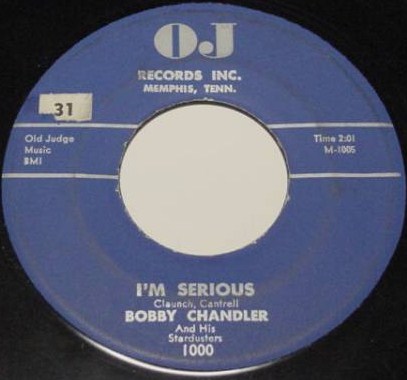 OJ
RECORDS INC.
MEMPHIS, TENN.
31
Old Judge
Music
BMI
Time 2:01
M-1005
I'M SERIOUS
Claunch, Cantrell
BOBBY CHANDLER
And His
Stardusters
1000